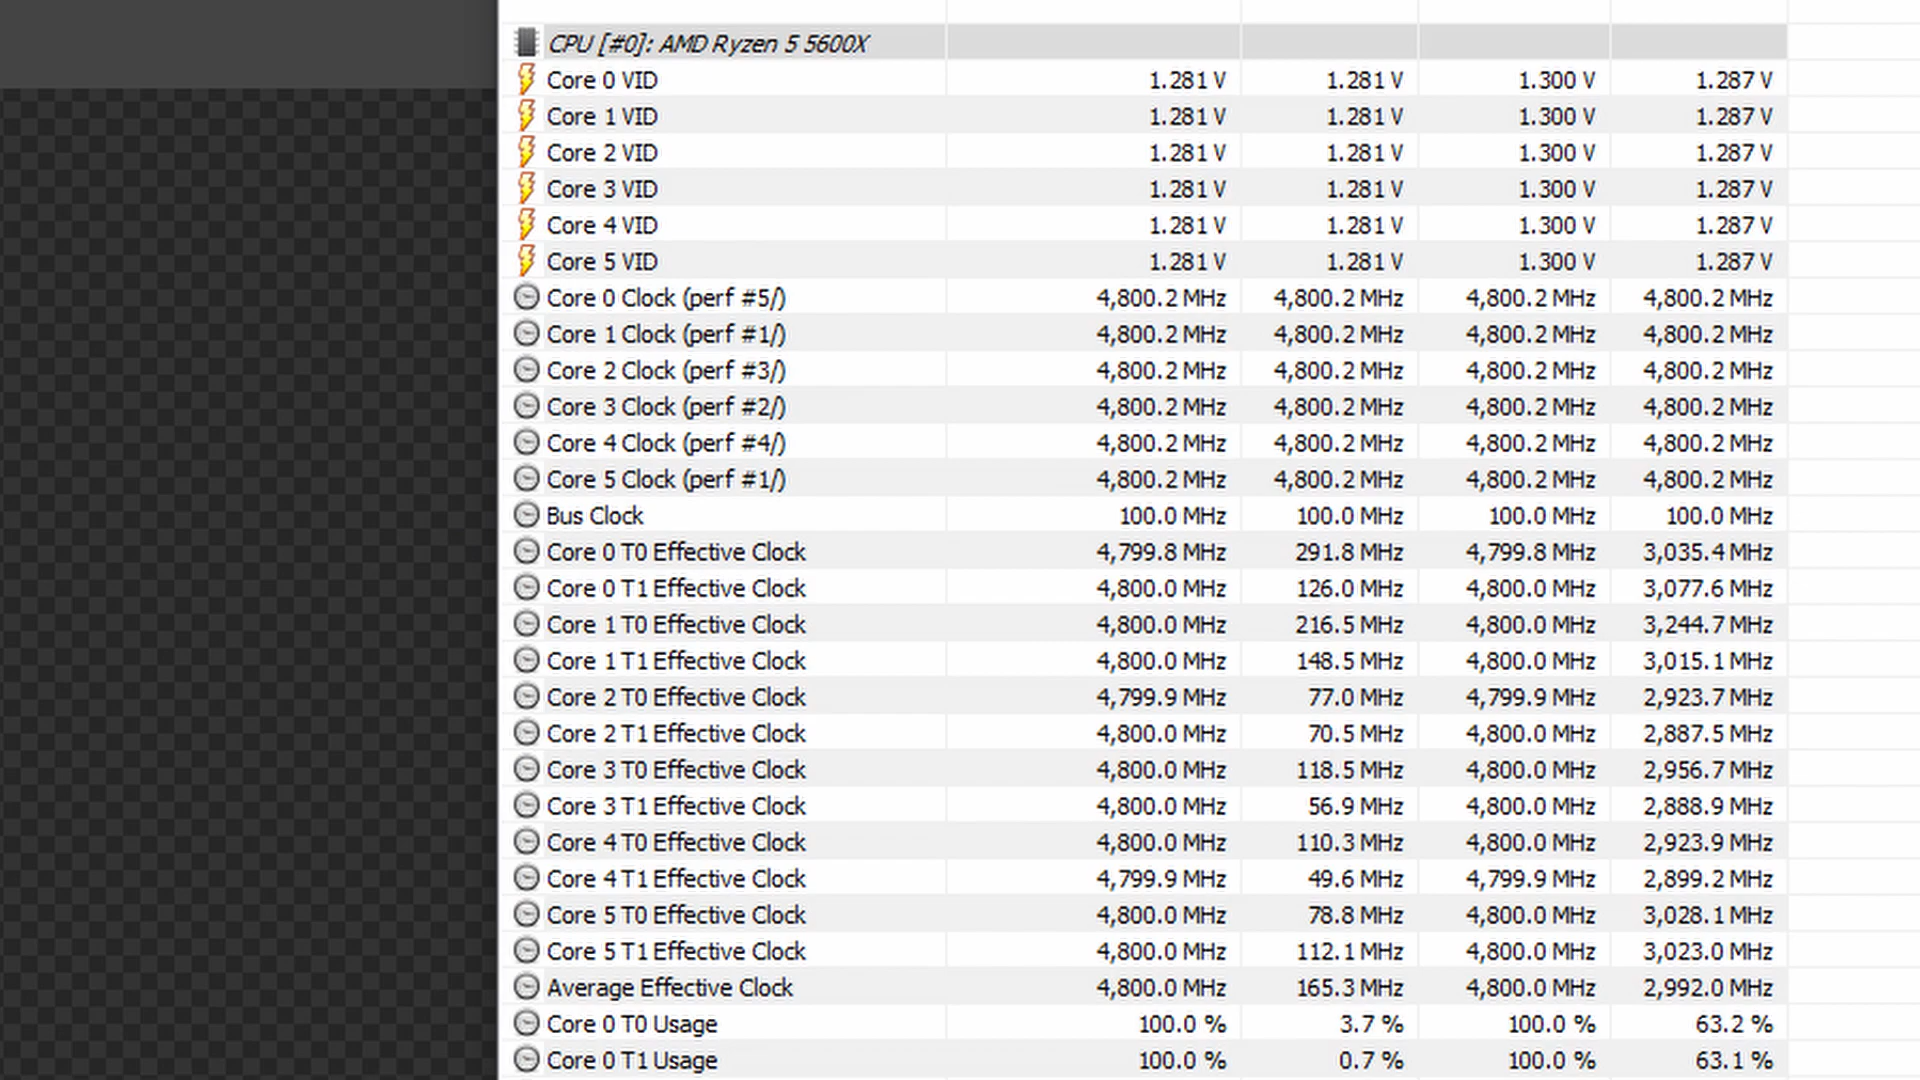 CPU [#0]: AMD Ryzen 5 5600X
Core 0 VID 1.281 V 1.281 V 1.300 V 1.287 V
Core 1 VID 1.281 V 1.281 V 1.300 V 1.287 V
Core 2 VID 1.281 V 1.281 V 1.300 V 1.287 V
Core 3 VID 1.281 V 1.281 V 1.300 V 1.287 V
Core 4 VID 1.281 V 1.281 V 1.300 V 1.287 V
Core 5 VID 1.281 V 1.281 V 1.300 V 1.287 V
Core 0 Clock (perf #5/) 4,800.2 MHz 4,800.2 MHz 4,800.2 MHz 4,800.2 MHz
Core 1 Clock (perf #1/) 4,800.2 MHz 4,800.2 MHz 4,800.2 MHz 4,800.2 MHz
Core 2 Clock (perf #3/) 4,800.2 MHz 4,800.2 MHz 4,800.2 MHz 4,800.2 MHz
Core 3 Clock (perf #2/) 4,800.2 MHz 4,800.2 MHz 4,800.2 MHz 4,800.2 MHz
Core 4 Clock (perf #4/) 4,800.2 MHz 4,800.2 MHz 4,800.2 MHz 4,800.2 MHz
Core 5 Clock (perf #1/) 4,800.2 MHz 4,800.2 MHz 4,800.2 MHz 4,800.2 MHz
Bus Clock 100.0 MHz 100.0 MHz 100.0 MHz 100.0 MHz
Core 0 T0 Effective Clock 4,799.8 MHz 291.8 MHz 4,799.8 MHz 3,035.4 MHz
Core 0 T1 Effective Clock 4,800.0 MHz 126.0 MHz 4,800.0 MHz 3,077.6 MHz
Core 1 T0 Effective Clock 4,800.0 MHz 216.5 MHz 4,800.0 MHz 3,244.7 MHz
Core 1 T1 Effective Clock 4,800.0 MHz 148.5 MHz 4,800.0 MHz 3,015.1 MHz
Core 2 T0 Effective Clock 4,799.9 MHz 77.0 MHz 4,799.9 MHz 2,923.7 MHz
Core 2 T1 Effective Clock 4,800.0 MHz 70.5 MHz 4,800.0 MHz 2,887.5 MHz
Core 3 T0 Effective Clock 4,800.0 MHz 118.5 MHz 4,800.0 MHz 2,956.7 MHz
Core 3 T1 Effective Clock 4,800.0 MHz 56.9 MHz 4,800.0 MHz 2,888.9 MHz
Core 4 T0 Effective Clock 4,800.0 MHz 110.3 MHz 4,800.0 MHz 2,923.9 MHz
Core 4 T1 Effective Clock 4,799.9 MHz 49.6 MHz 4,799.9 MHz 2,899.2 MHz
Core 5 T0 Effective Clock 4,800.0 MHz 78.8 MHz 4,800.0 MHz 3,028.1 MHz
Core 5 T1 Effective Clock 4,800.0 MHz 112.1 MHz 4,800.0 MHz 3,023.0 MHz
Average Effective Clock 4,800.0 MHz 165.3 MHz 4,800.0 MHz 2,992.0 MHz
Core 0 T0 Usage 100.0 % 3.7 % 100.0 % 63.2 %
Core 0 T1 Usage 100.0 % 0.7 % 100.0 % 63.1 %